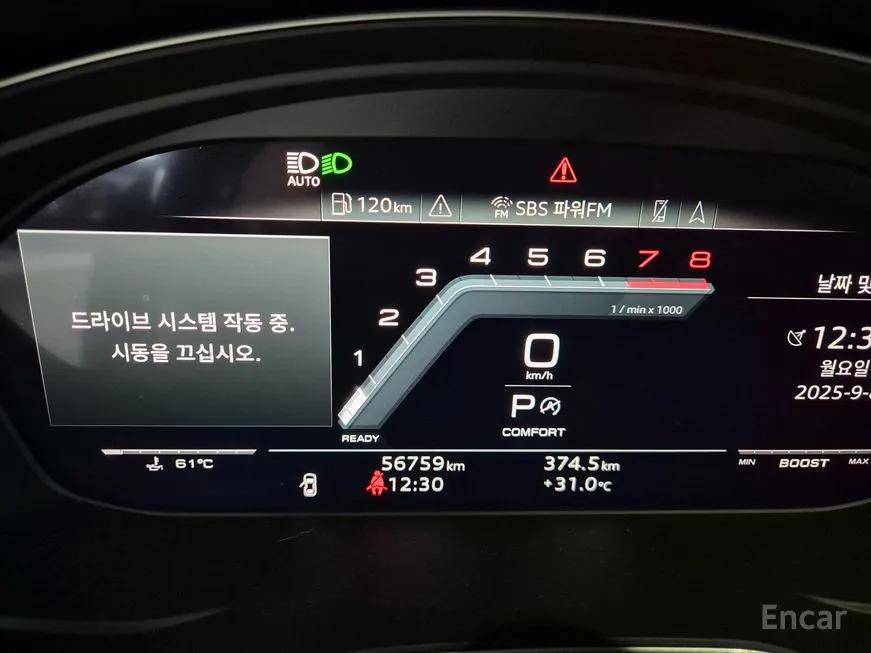 AUTO
120km
FM SBS 파워FM
드라이브 시스템 작동 중.
시동을 끄십시오.
1 2 3 4 5 6 7 8
1 / min x 1000
0
km/h
P A
COMFORT
READY
날짜 및
12:3
월요일
2025-9-
61°C
56759km
374.5km
12:30
+31.0°C
MIN BOOST MAX
Encar